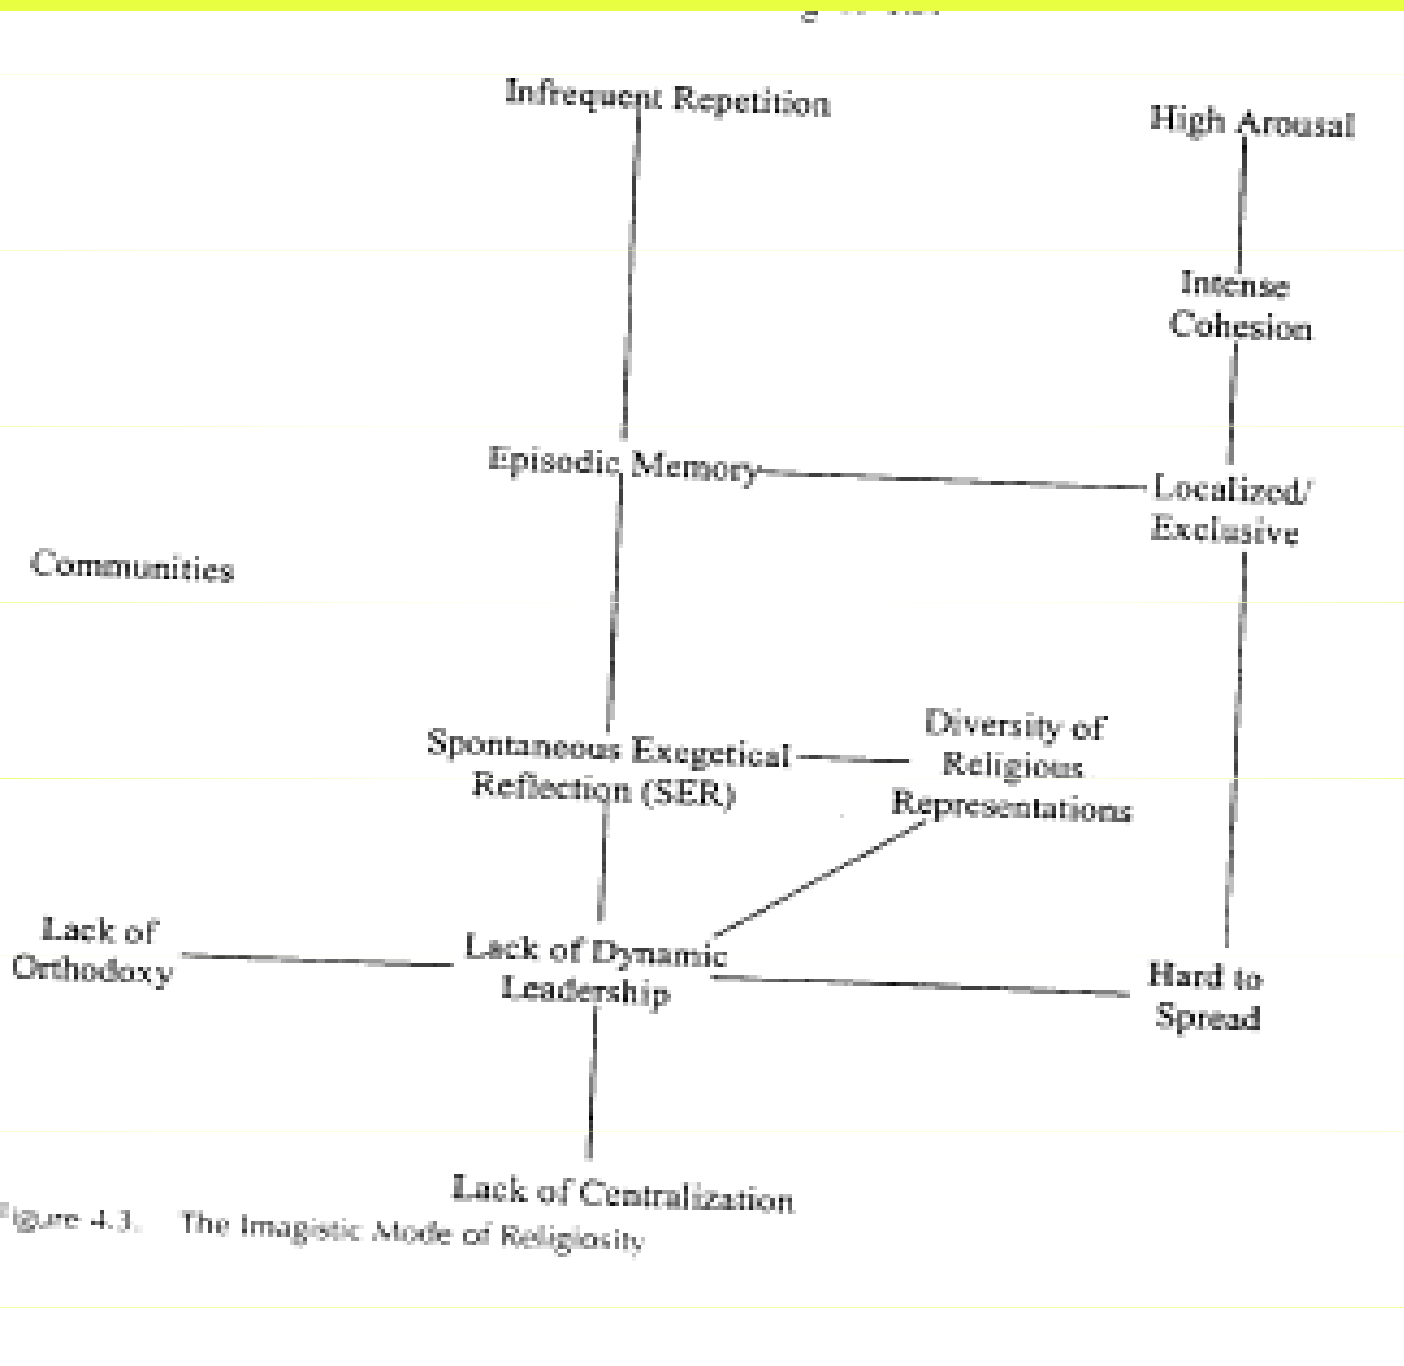 Infrequent Repetition
High Arousal
Intense
Cohesion
Episodic Memory
Localized/
Exclusive
Communities
Spontaneous Exegetical
Reflection (SER)
Diversity of
Religious
Representations
Lack of
Orthodoxy
Lack of Dynamic
Leadership
Hard to
Spread
Lack of Centralization
Figure 4.3. The Imagistic Mode of Religiosity